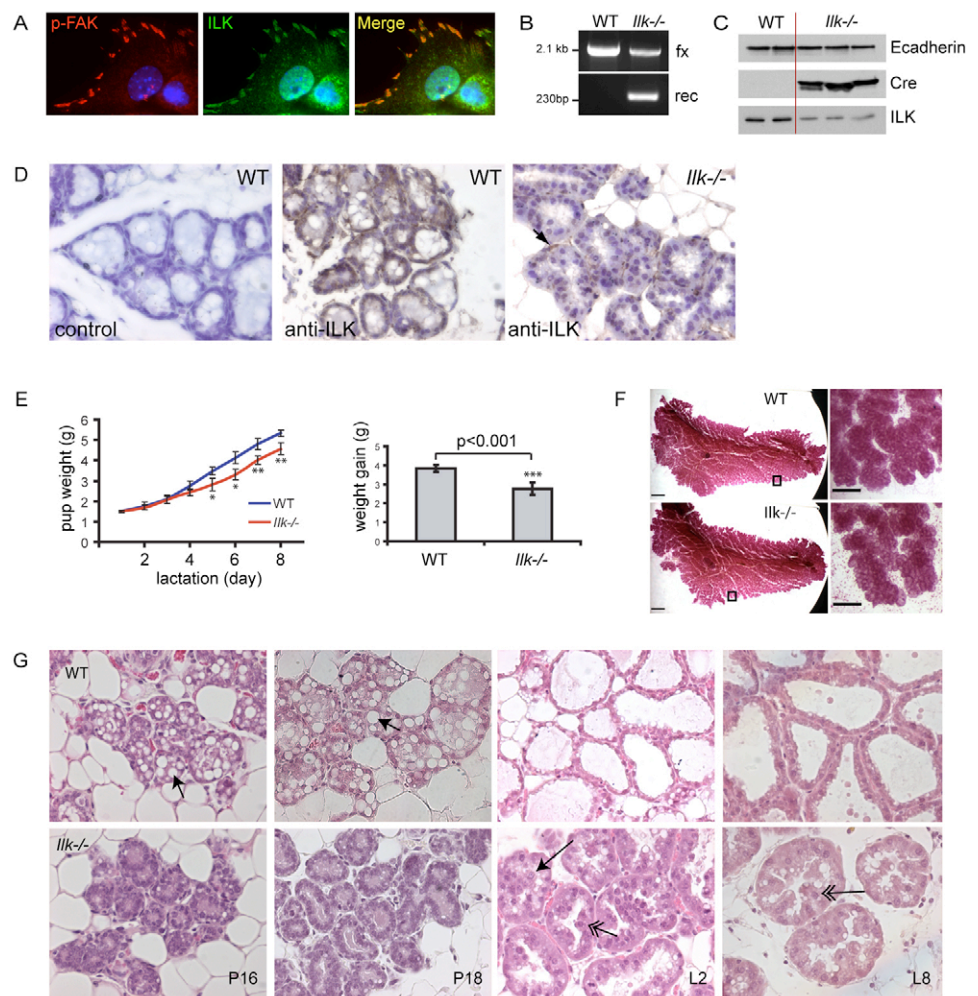 A
p-FAK
ILK
Merge
B
WT Ilk-/-
2.1 kb
fx
230bp
rec
C
WT
Ilk-/-
Ecadherin
Cre
ILK
D
WT
control
WT
anti-ILK
Ilk-/-
anti-ILK
E
pup weight (g)
6
5
4
3
2
1
0
2 4 6 8
lactation (day)
* * ** **
WT
Ilk-/-
weight gain (g)
5
4
3
2
1
0
p<0.001
***
WT
Ilk-/-
F
WT
Ilk-/-
G
WT
Ilk-/-
P16
P18
L2
L8